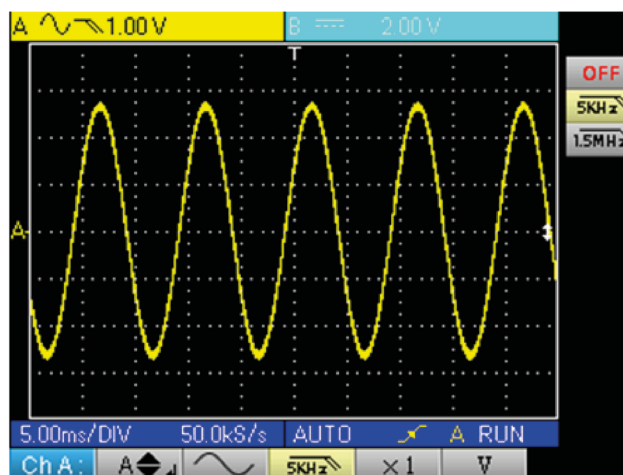 A 1.00 V B 2.00 V
T
OFF
5KHz
1.5MHz
A
5.00ms/DIV 50.0kS/s AUTO A RUN
Ch A: A 5KHz ×1 V